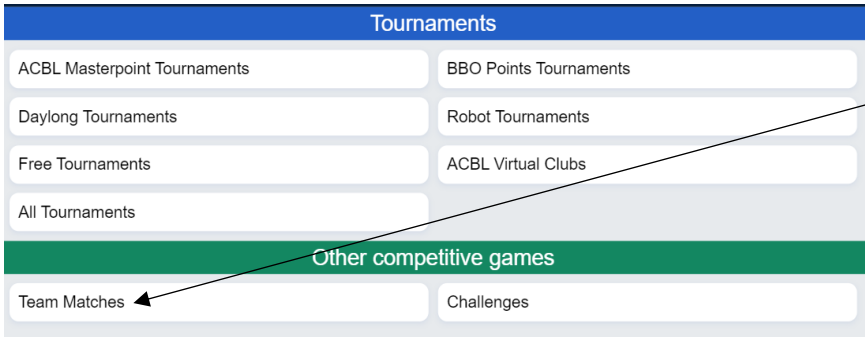 Tournaments
ACBL Masterpoint Tournaments
BBO Points Tournaments
Daylong Tournaments
Robot Tournaments
Free Tournaments
ACBL Virtual Clubs
All Tournaments
Other competitive games
Team Matches
Challenges